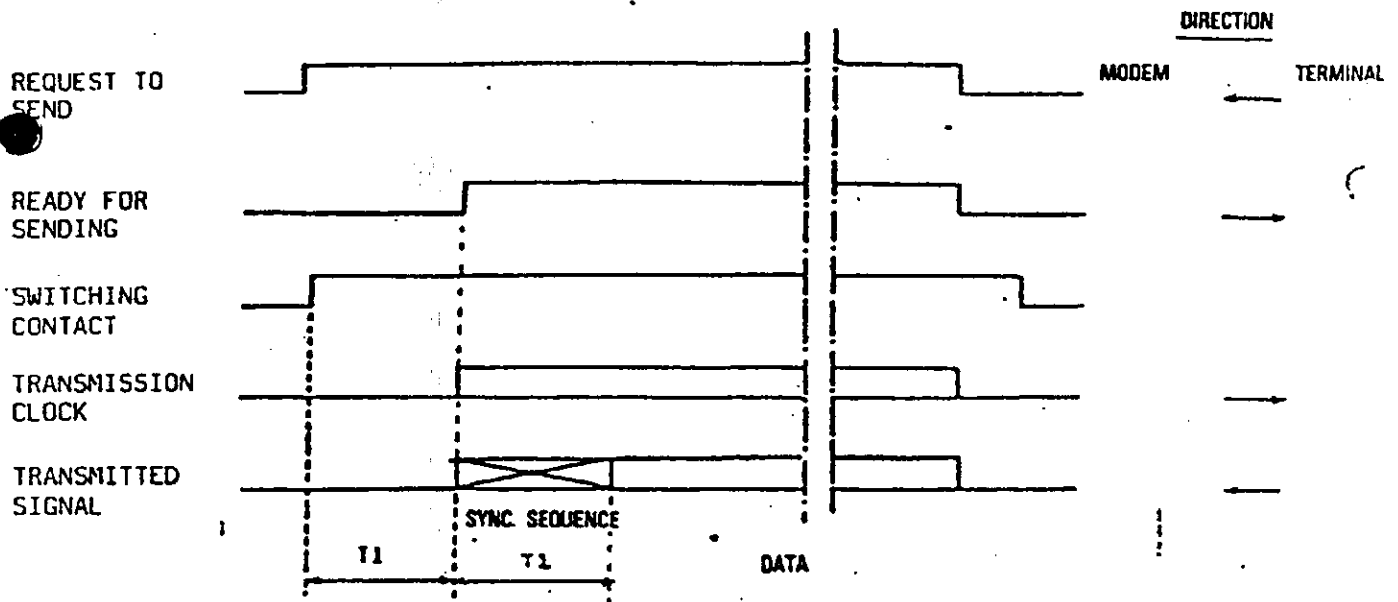 DIRECTION
MODEM
TERMINAL
REQUEST TO
SEND
READY FOR
SENDING
SWITCHING
CONTACT
TRANSMISSION
CLOCK
TRANSMITTED
SIGNAL
SYNC. SEQUENCE
T1
T2
DATA